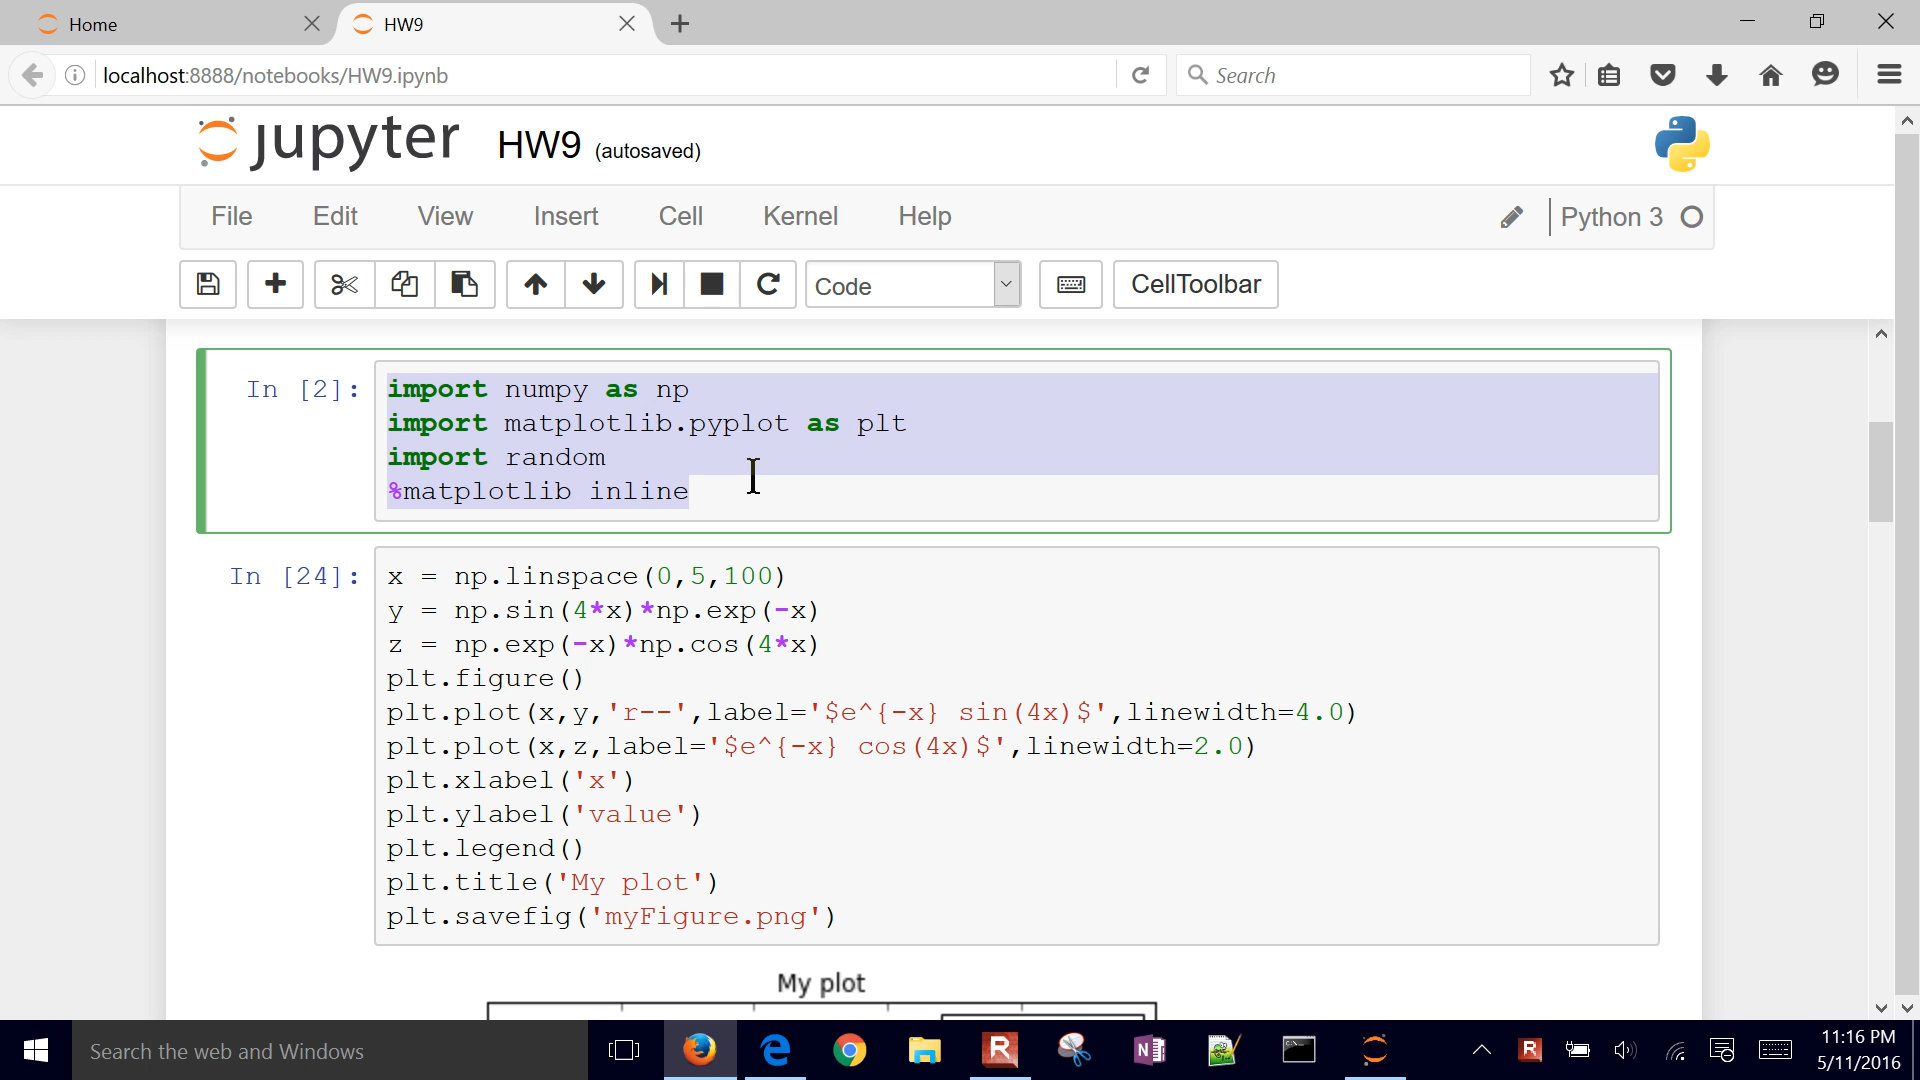 Home
HW9
localhost:8888/notebooks/HW9.ipynb
Search
jupyter HW9 (autosaved)
File Edit View Insert Cell Kernel Help
Python 3
Code
CellToolbar
In [2]:
import numpy as np
import matplotlib.pyplot as plt
import random
%matplotlib inline
In [24]:
x = np.linspace(0,5,100)
y = np.sin(4*x)*np.exp(-x)
z = np.exp(-x)*np.cos(4*x)
plt.figure()
plt.plot(x,y,'r--',label='$e^{-x} sin(4x)$',linewidth=4.0)
plt.plot(x,z,label='$e^{-x} cos(4x)$',linewidth=2.0)
plt.xlabel('x')
plt.ylabel('value')
plt.legend()
plt.title('My plot')
plt.savefig('myFigure.png')
My plot
Search the web and Windows
R
N
R
11:16 PM
5/11/2016